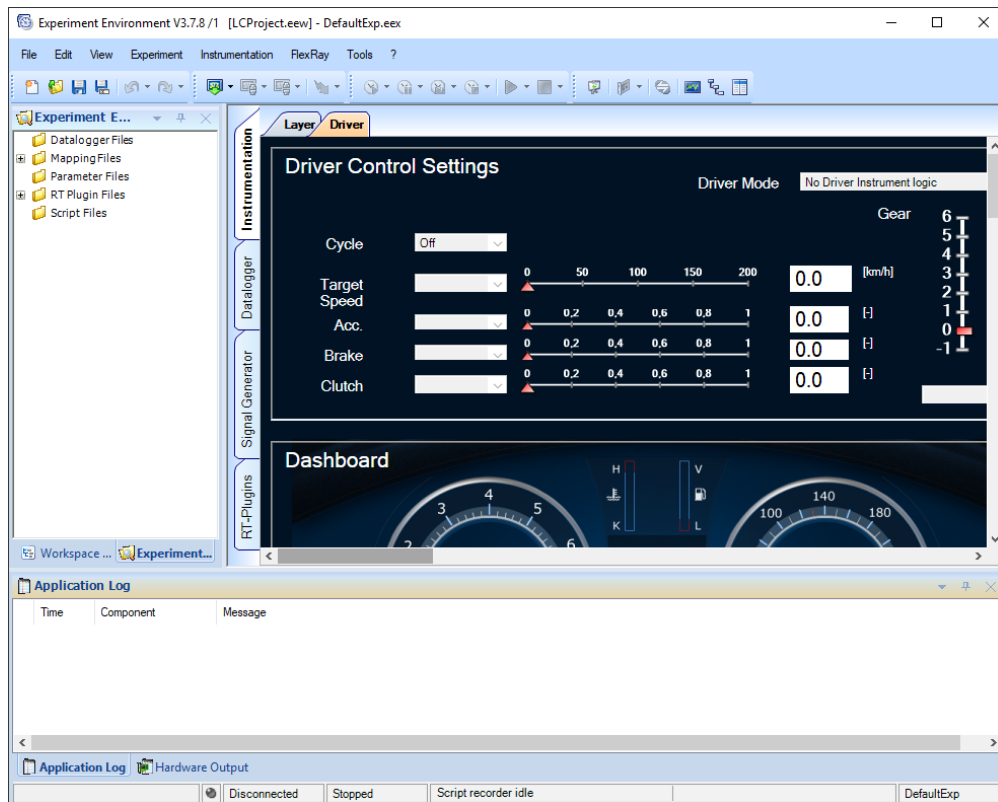 Experiment Environment V3.7.8 /1 [LCProject.eew] - DefaultExp.eex
File Edit View Experiment Instrumentation FlexRay Tools ?
Experiment E...
Datalogger Files
Mapping Files
Parameter Files
RT Plugin Files
Script Files
Workspace ... Experiment...
Instrumentation
Datalogger
Signal Generator
RT-Plugins
Layer Driver
Driver Control Settings
Driver Mode No Driver Instrument logic
Gear
6
5
4
3
2
1
0
-1
Cycle Off
Target Speed 0 50 100 150 200 0.0 [km/h]
Acc. 0 0,2 0,4 0,6 0,8 1 0.0 [-]
Brake 0 0,2 0,4 0,6 0,8 1 0.0 [-]
Clutch 0 0,2 0,4 0,6 0,8 1 0.0 [-]
Dashboard
2 3 4 5 6
H V
K L
100 140 180
Application Log
Time Component Message
Application Log Hardware Output
Disconnected Stopped Script recorder idle DefaultExp